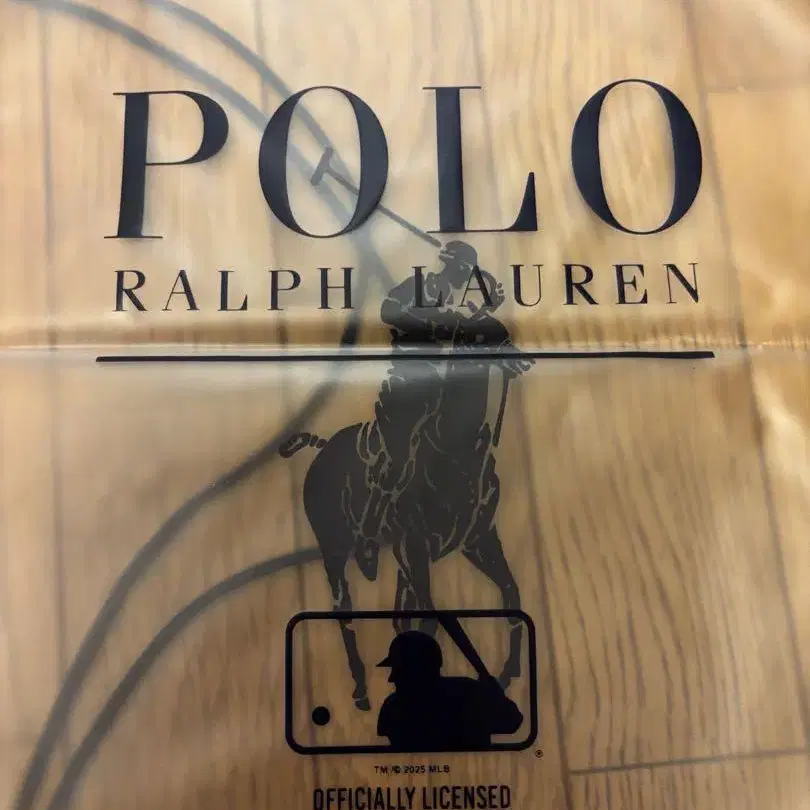 POLO
RALPH LAUREN
®
TM/© 2025 MLB
OFFICIALLY LICENSED